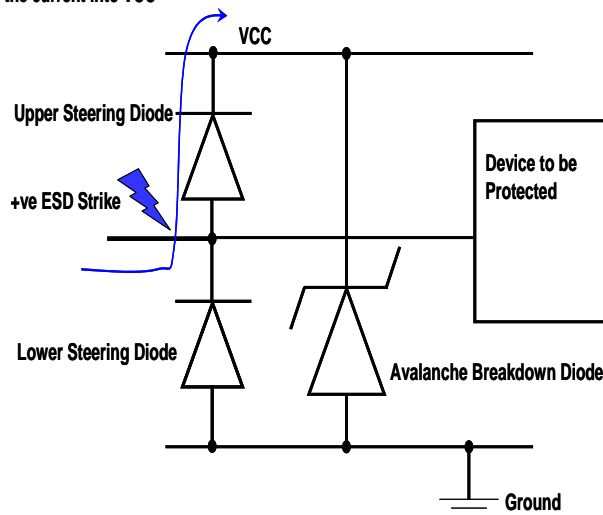 the current into VCC
VCC
Upper Steering Diode
Device to be
Protected
+ve ESD Strike
Lower Steering Diode
Avalanche Breakdown Diode
Ground